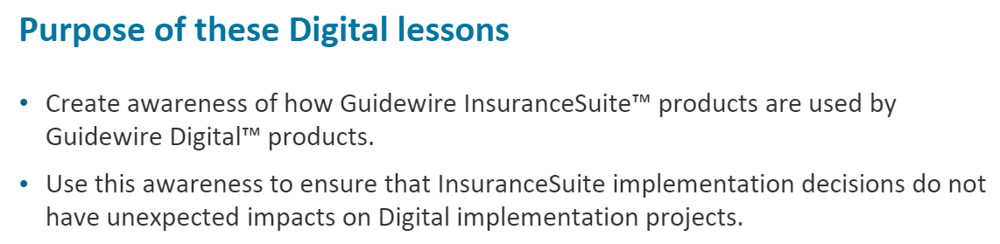 Purpose of these Digital lessons
• Create awareness of how Guidewire InsuranceSuite™ products are used by
Guidewire Digital™ products.
• Use this awareness to ensure that InsuranceSuite implementation decisions do not
have unexpected impacts on Digital implementation projects.